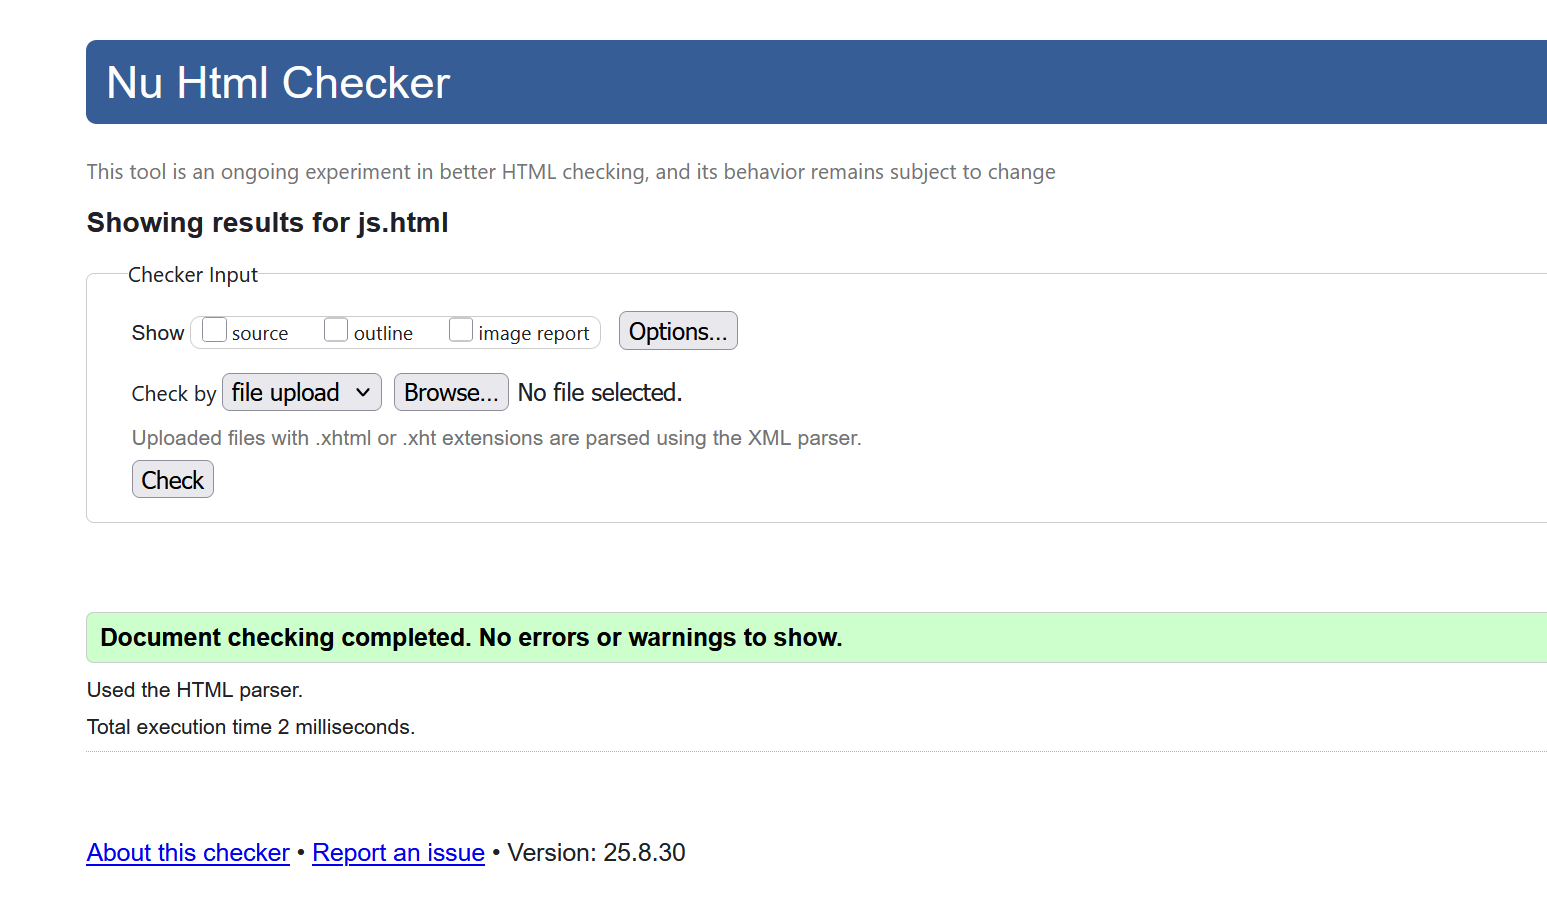 Nu Html Checker
This tool is an ongoing experiment in better HTML checking, and its behavior remains subject to change
Showing results for js.html
Checker Input
Show source outline image report Options...
Check by file upload Browse... No file selected.
Uploaded files with .xhtml or .xht extensions are parsed using the XML parser.
Check
Document checking completed. No errors or warnings to show.
Used the HTML parser.
Total execution time 2 milliseconds.
About this checker • Report an issue • Version: 25.8.30